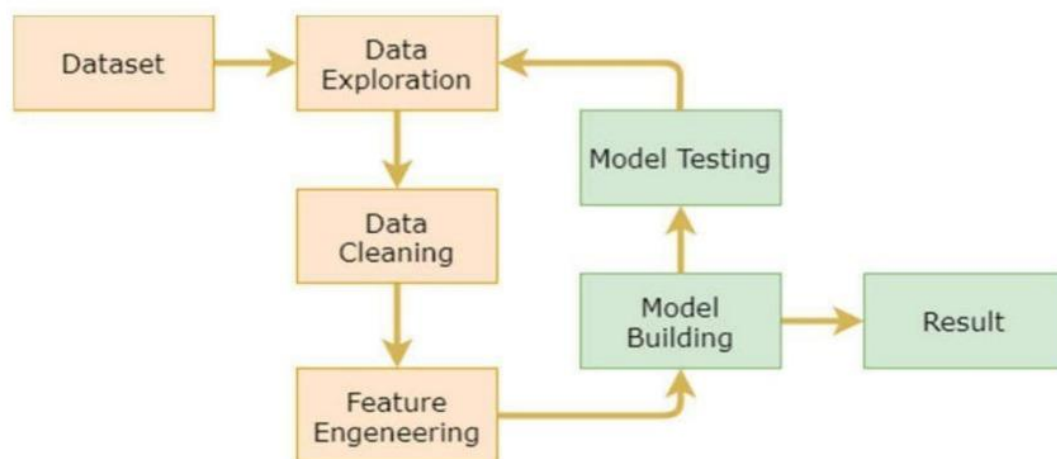 Dataset
Data
Exploration
Data
Cleaning
Feature
Engeneering
Model Testing
Model
Building
Result